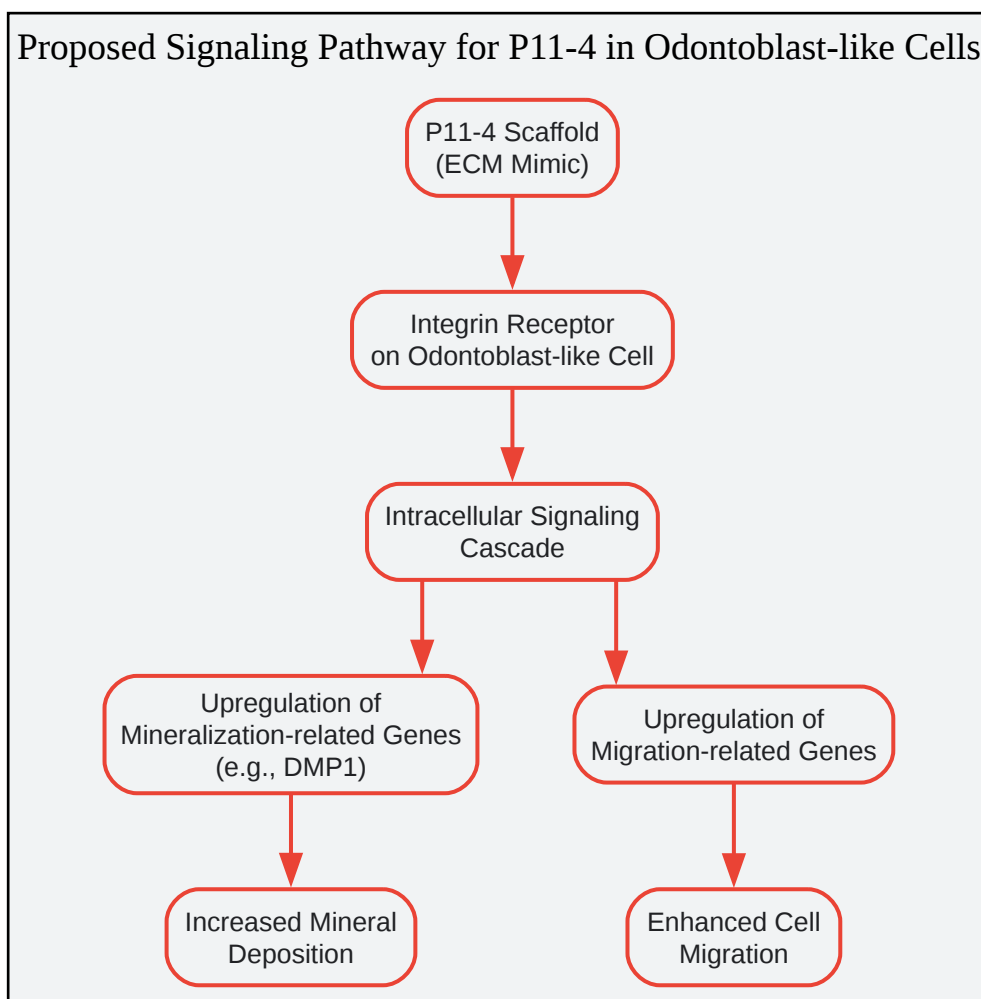 Proposed Signaling Pathway for P11-4 in Odontoblast-like Cells
P11-4 Scaffold
(ECM Mimic)
Integrin Receptor
on Odontoblast-like Cell
Intracellular Signaling
Cascade
Upregulation of
Mineralization-related Genes
(e.g., DMP1)
Upregulation of
Migration-related Genes
Increased Mineral
Deposition
Enhanced Cell
Migration